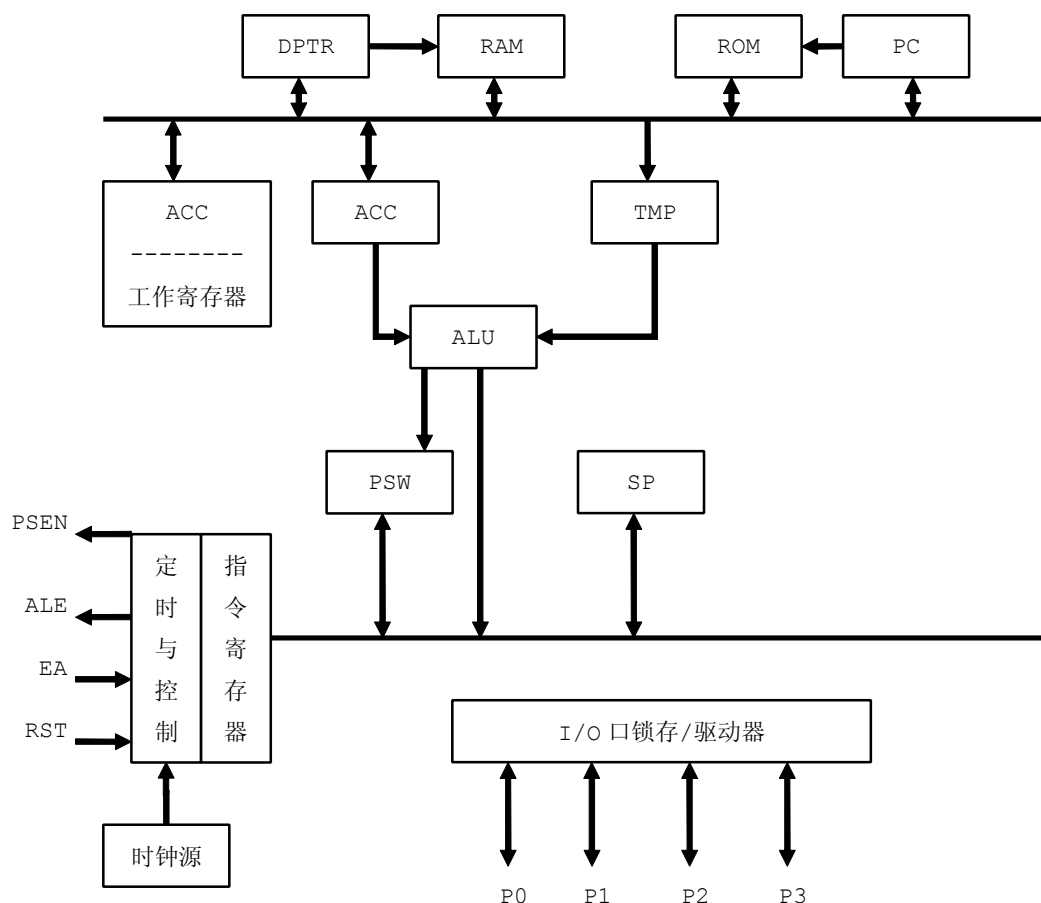 DPTR
RAM
ROM
PC
ACC
--------
工作寄存器
ACC
TMP
ALU
PSW
SP
PSEN
ALE
EA
RST
定时与控制
指令寄存器
时钟源
I/O 口锁存/驱动器
P0
P1
P2
P3